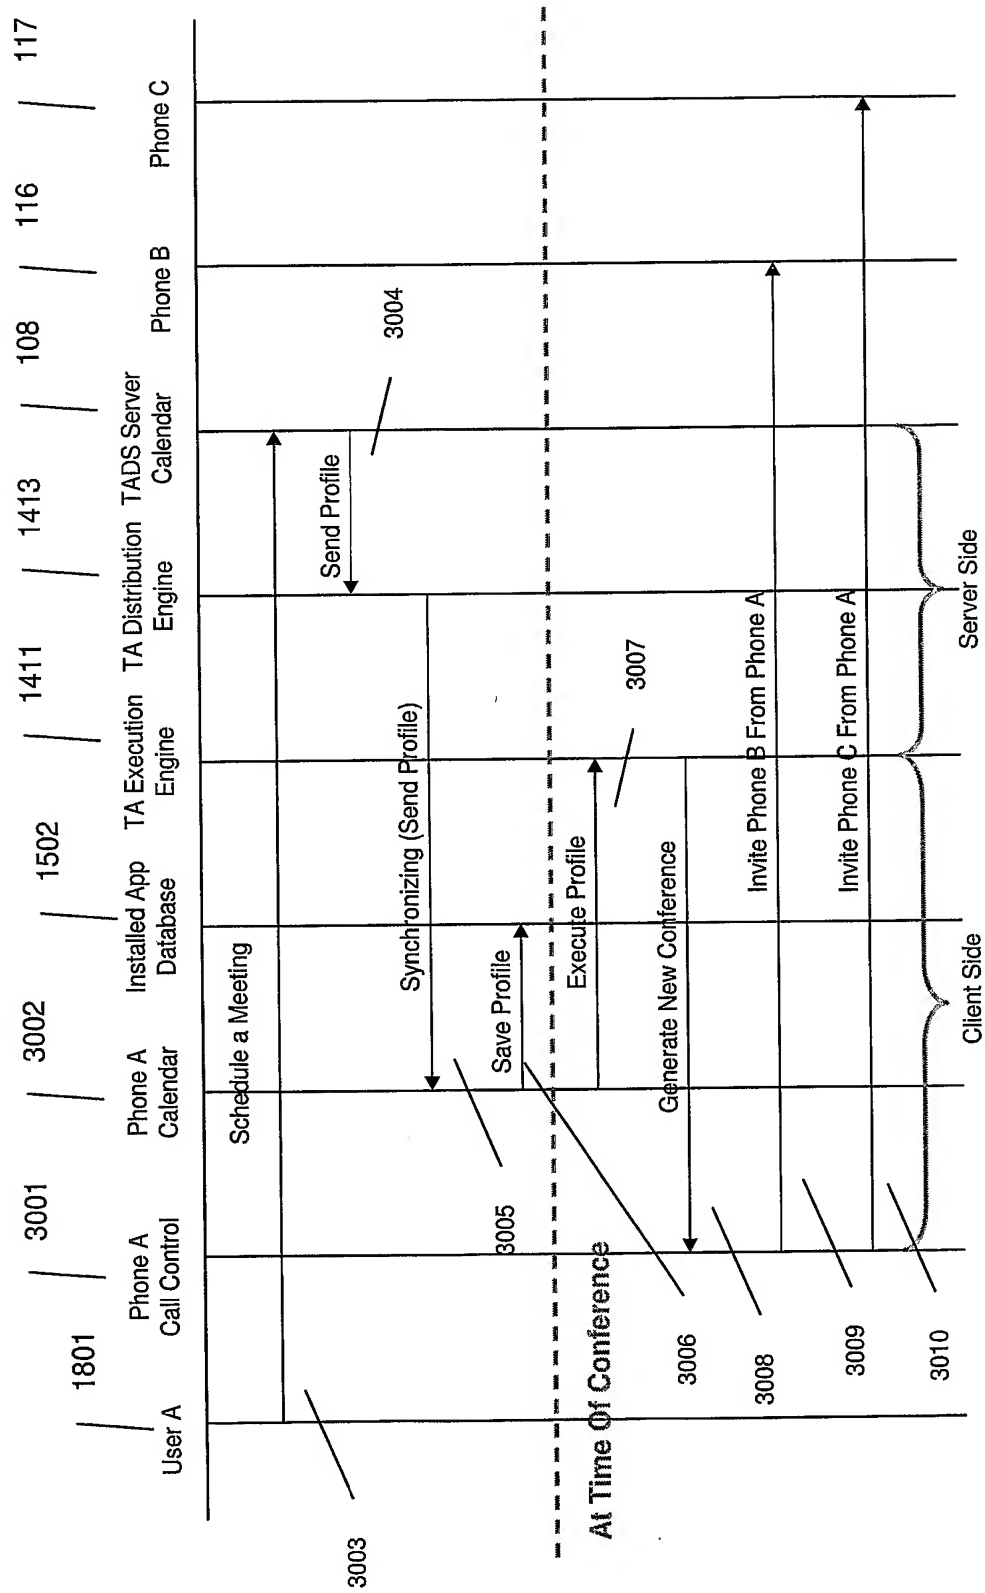 1801
3001
3002
1502
1411
1413
108
116
117
User A
Phone A
Call Control
Phone A
Calendar
Installed App
Database
TA Execution
Engine
TA Distribution
Engine
TADS Server
Calendar
Phone B
Phone C
Schedule a Meeting
3003
Send Profile
3004
Synchronizing (Send Profile)
3005
Save Profile
3006
At Time Of Conference
Execute Profile
3007
Generate New Conference
3008
Invite Phone B From Phone A
3009
Invite Phone C From Phone A
3010
Client Side
Server Side